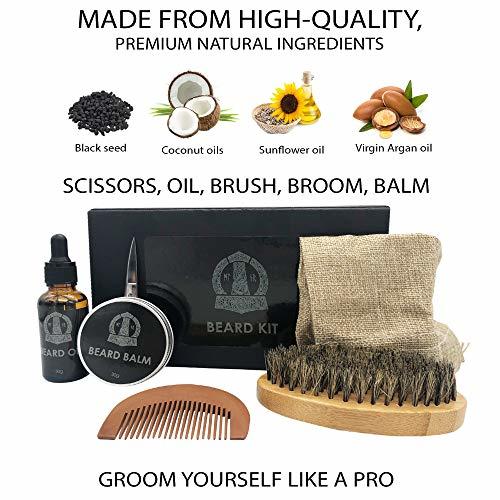 MADE FROM HIGH-QUALITY,
PREMIUM NATURAL INGREDIENTS
Black seed
Coconut oils
Sunflower oil
Virgin Argan oil
SCISSORS, OIL, BRUSH, BROOM, BALM
BEARD KIT
BEARD O
BEARD BALM
30g
GROOM YOURSELF LIKE A PRO